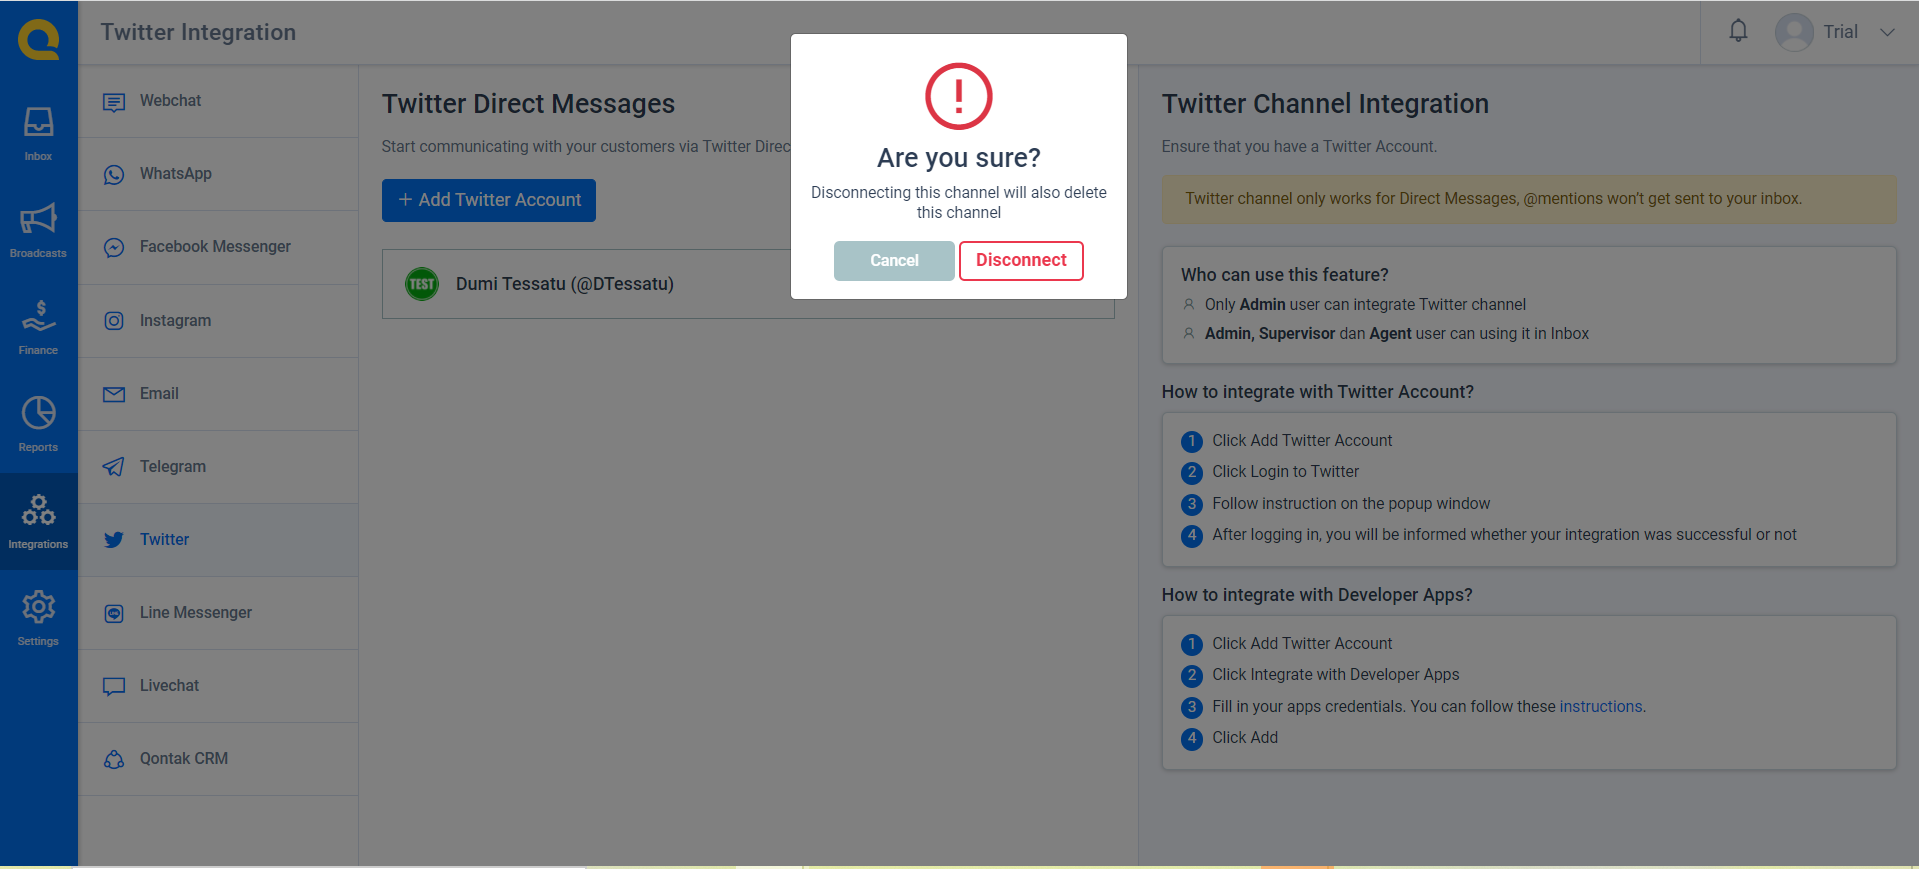 Twitter Integration
Trial
Inbox
Broadcasts
Finance
Reports
Integrations
Settings
Webchat
WhatsApp
Facebook Messenger
Instagram
Email
Telegram
Twitter
Line Messenger
Livechat
Qontak CRM
Twitter Direct Messages
Start communicating with your customers via Twitter Direc
+ Add Twitter Account
TEST
Dumi Tessatu (@DTessatu)
!
Are you sure?
Disconnecting this channel will also delete
this channel
Cancel
Disconnect
Twitter Channel Integration
Ensure that you have a Twitter Account.
Twitter channel only works for Direct Messages, @mentions won't get sent to your inbox.
Who can use this feature?
Only Admin user can integrate Twitter channel
Admin, Supervisor dan Agent user can using it in Inbox
How to integrate with Twitter Account?
1 Click Add Twitter Account
2 Click Login to Twitter
3 Follow instruction on the popup window
4 After logging in, you will be informed whether your integration was successful or not
How to integrate with Developer Apps?
1 Click Add Twitter Account
2 Click Integrate with Developer Apps
3 Fill in your apps credentials. You can follow these instructions.
4 Click Add